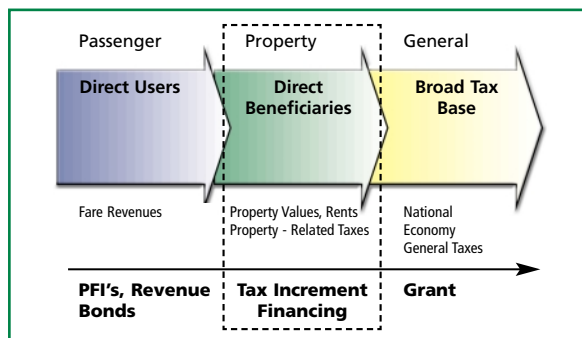 Passenger
Property
General
Direct Users
Direct
Beneficiaries
Broad Tax
Base
Fare Revenues
Property Values, Rents
Property - Related Taxes
National
Economy
General Taxes
PFI's, Revenue
Bonds
Tax Increment
Financing
Grant